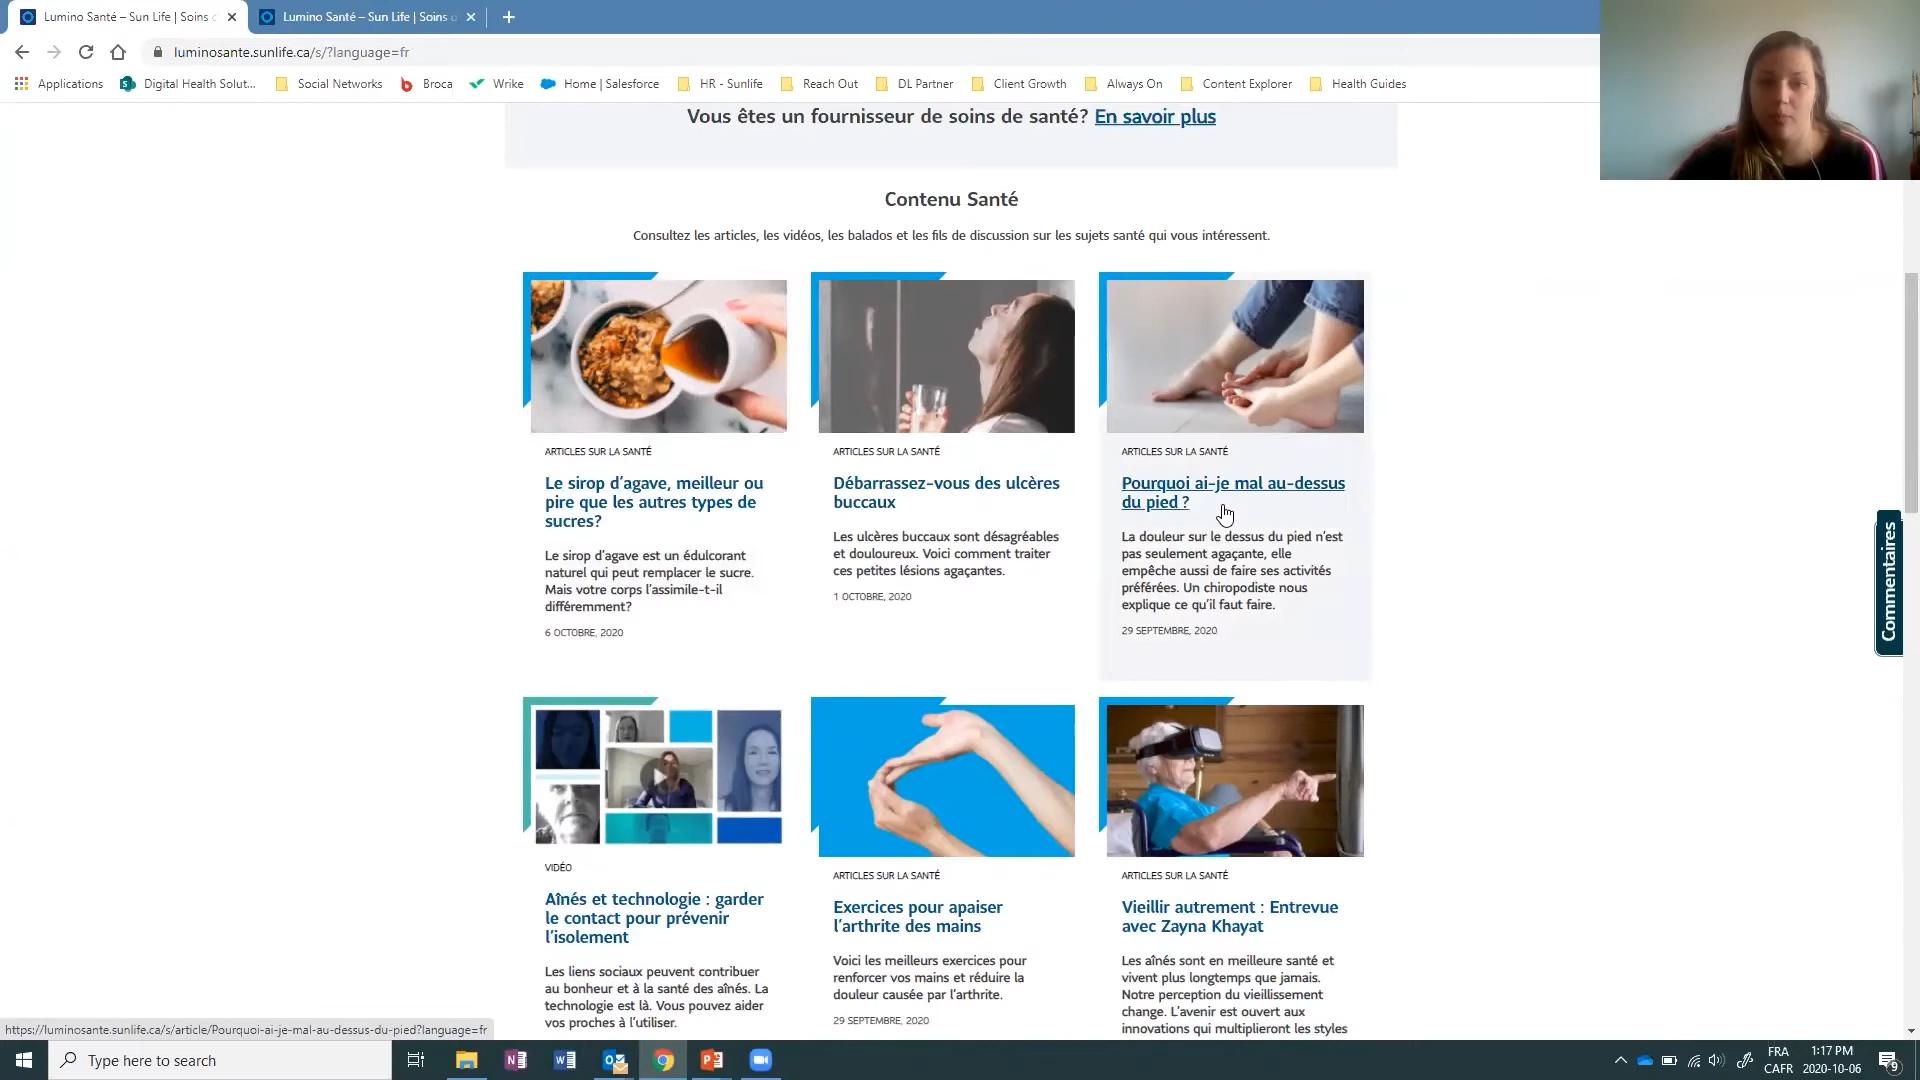 Lumino Santé – Sun Life | Soins
Lumino Santé – Sun Life | Soins
luminosante.sunlife.ca/s/?language=fr
Applications
Digital Health Solut...
Social Networks
Broca
Wrike
Home | Salesforce
HR - Sunlife
Reach Out
DL Partner
Client Growth
Always On
Content Explorer
Health Guides
Vous êtes un fournisseur de soins de santé? En savoir plus
Contenu Santé
Consultez les articles, les vidéos, les balados et les fils de discussion sur les sujets santé qui vous intéressent.
ARTICLES SUR LA SANTÉ
Le sirop d'agave, meilleur ou
pire que les autres types de
sucres?
Le sirop d'agave est un édulcorant
naturel qui peut remplacer le sucre.
Mais votre corps l'assimile-t-il
différemment?
6 OCTOBRE, 2020
ARTICLES SUR LA SANTÉ
Débarrassez-vous des ulcères
buccaux
Les ulcères buccaux sont désagréables
et douloureux. Voici comment traiter
ces petites lésions agaçantes.
1 OCTOBRE, 2020
ARTICLES SUR LA SANTÉ
Pourquoi ai-je mal au-dessus
du pied ?
La douleur sur le dessus du pied n'est
pas seulement agaçante, elle
empêche aussi de faire ses activités
préférées. Un chiropodiste nous
explique ce qu'il faut faire.
29 SEPTEMBRE, 2020
Commentaires
VIDÉO
Aînés et technologie : garder
le contact pour prévenir
l'isolement
Les liens sociaux peuvent contribuer
au bonheur et à la santé des aînés. La
technologie est là. Vous pouvez aider
vos proches à l'utiliser.
ARTICLES SUR LA SANTÉ
Exercices pour apaiser
l'arthrite des mains
Voici les meilleurs exercices pour
renforcer vos mains et réduire la
douleur causée par l'arthrite.
29 SEPTEMBRE, 2020
ARTICLES SUR LA SANTÉ
Vieillir autrement : Entrevue
avec Zayna Khayat
Les aînés sont en meilleure santé et
vivent plus longtemps que jamais.
Notre perception du vieillissement
change. L'avenir est ouvert aux
innovations qui multiplieront les styles
https://luminosante.sunlife.ca/s/article/Pourquoi-ai-je-mal-au-dessus-du-pied?language=fr
Type here to search
FRA
CAFR
1:17 PM
2020-10-06
9